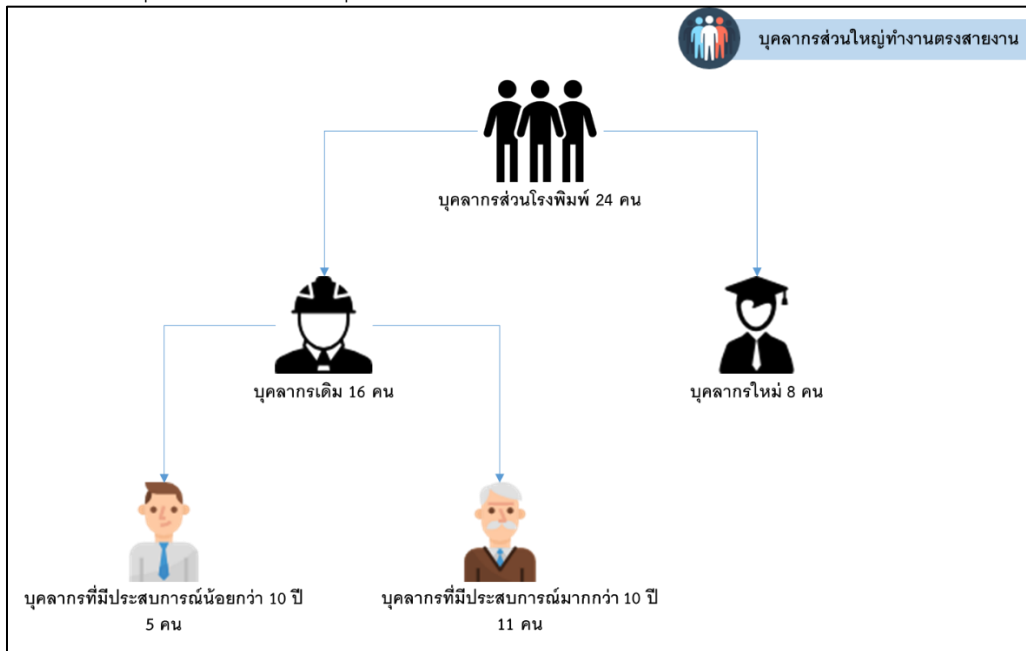 บุคลากรส่วนใหญ่ทำงานตรงสายงาน
บุคลากรส่วนโรงพิมพ์ 24 คน
บุคลากรเดิม 16 คน
บุคลากรใหม่ 8 คน
บุคลากรที่มีประสบการณ์น้อยกว่า 10 ปี
5 คน
บุคลากรที่มีประสบการณ์มากกว่า 10 ปี
11 คน